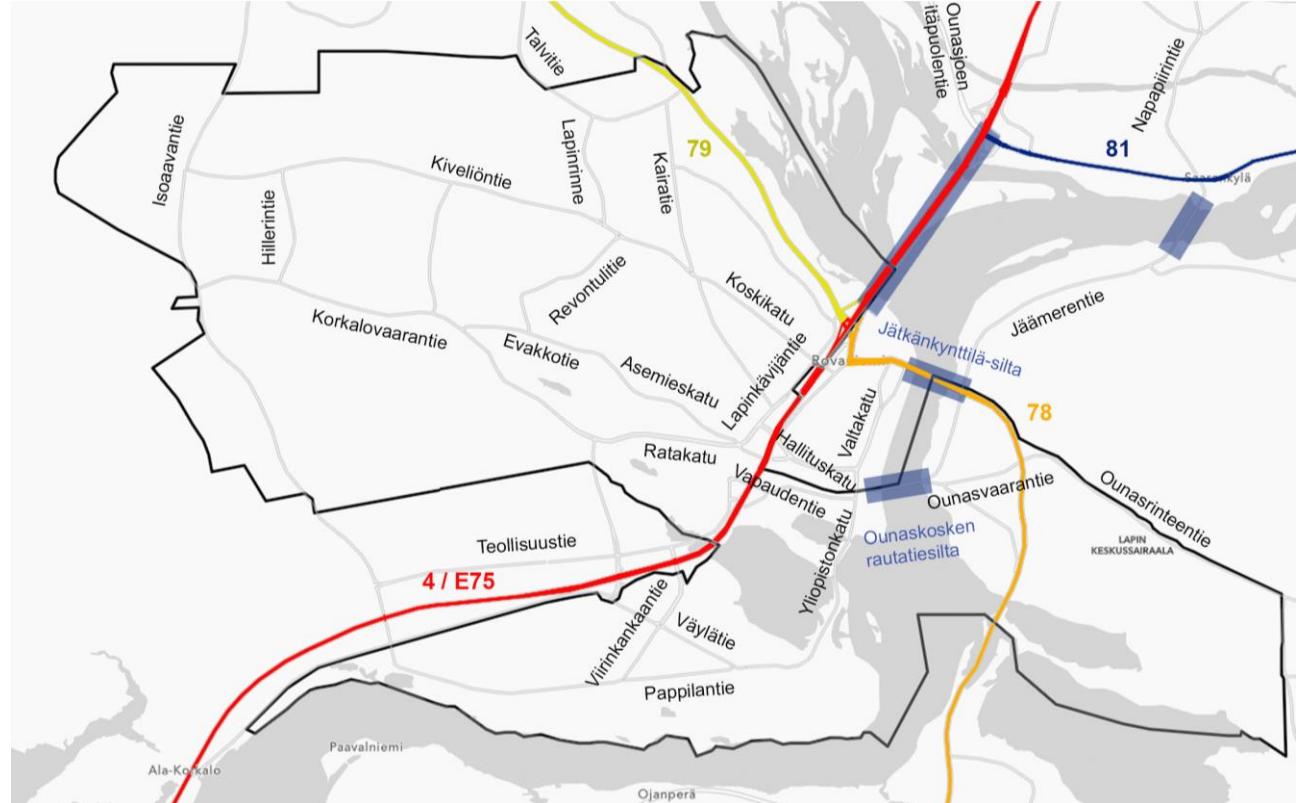 Talvitie
Ounasjoen
itäpuolentie
Napapiirintie
79
81
Saarenkylä
Isoaavantie
Lapinrinne
Kairatie
Kiveliöntie
Hillerintie
Revontulitie
Koskikatu
Jäämerentie
Korkalovaarantie
Evakkotie
Asemieskatu
Lapinkävijäntie
Rova
Jätkänkynttilä-silta
78
Valtakatu
Hallituskatu
Ratakatu
Vapaudentie
Ounasvaarantie
Ounasrinteentie
Ounaskosken
rautatiesilta
LAPIN
KESKUSSAIRAALA
Teollisuustie
4 / E75
Yliopistonkatu
Viirinkankaantie
Väylätie
Pappilantie
Paavalniemi
Ala-Korkalo
Ojanperä